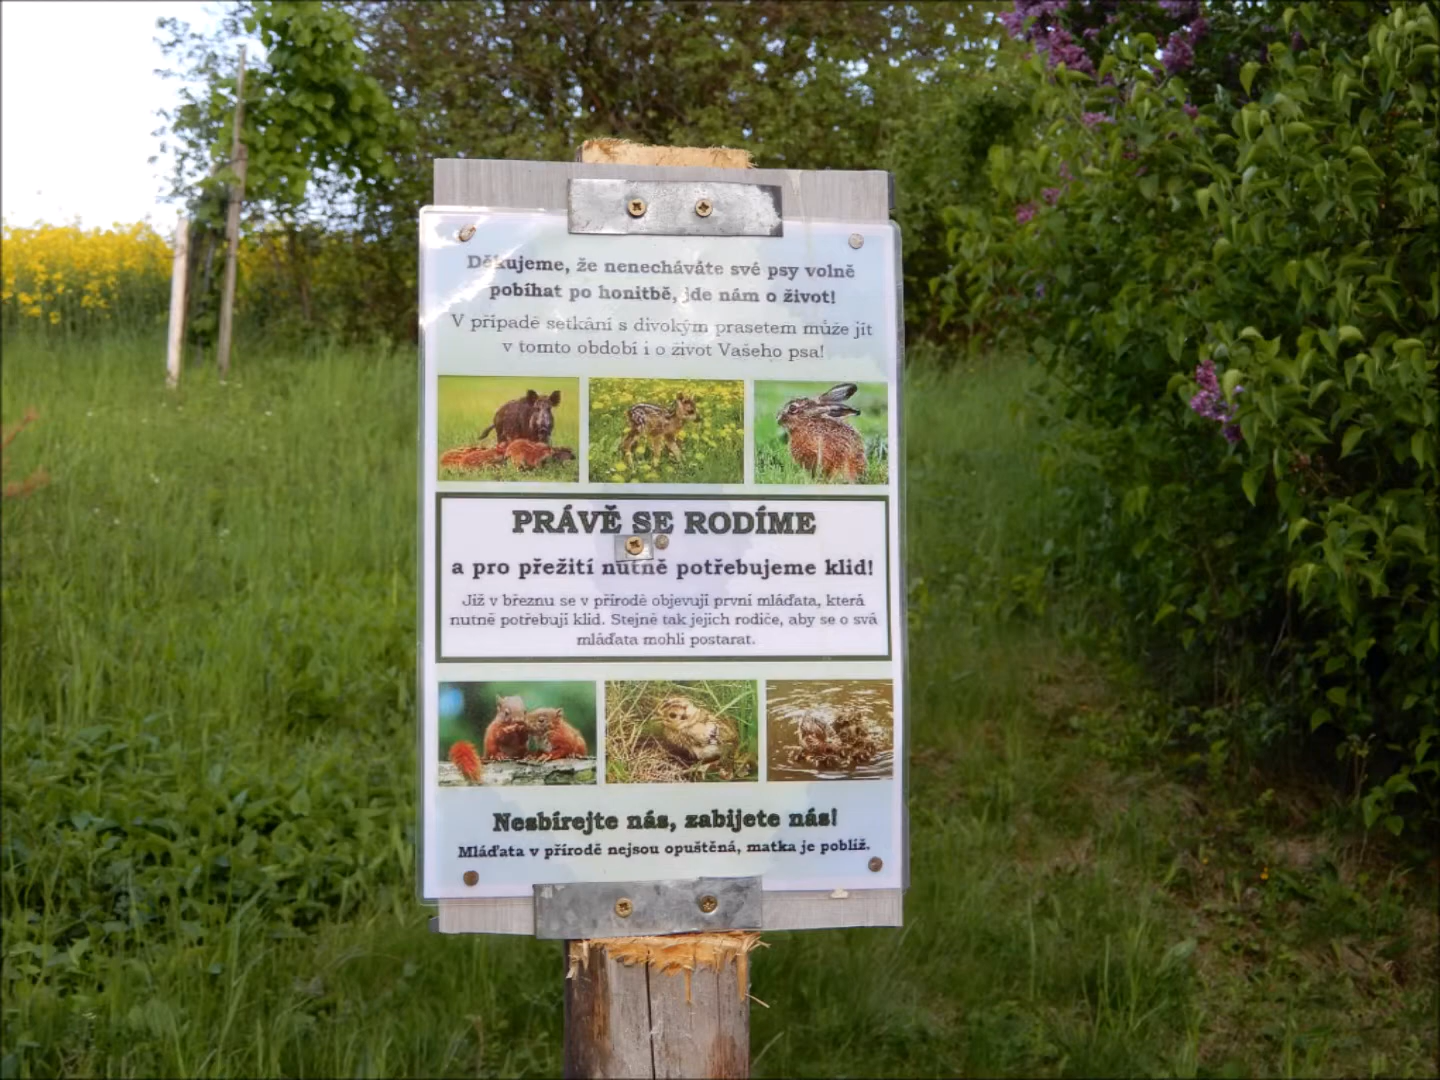 Děkujeme, že nenecháváte své psy volně
pobíhat po honitbě, jde nám o život!
V případě setkání s divokým prasetem může jít
v tomto období i o život Vašeho psa!
PRÁVĚ SE RODÍME
a pro přežití nutně potřebujeme klid!
Již v březnu se v přírodě objevují první mláďata, která
nutně potřebují klid. Stejně tak jejich rodiče, aby se o svá
mláďata mohli postarat.
Nesbírejte nás, zabijete nás!
Mláďata v přírodě nejsou opuštěná, matka je poblíž.